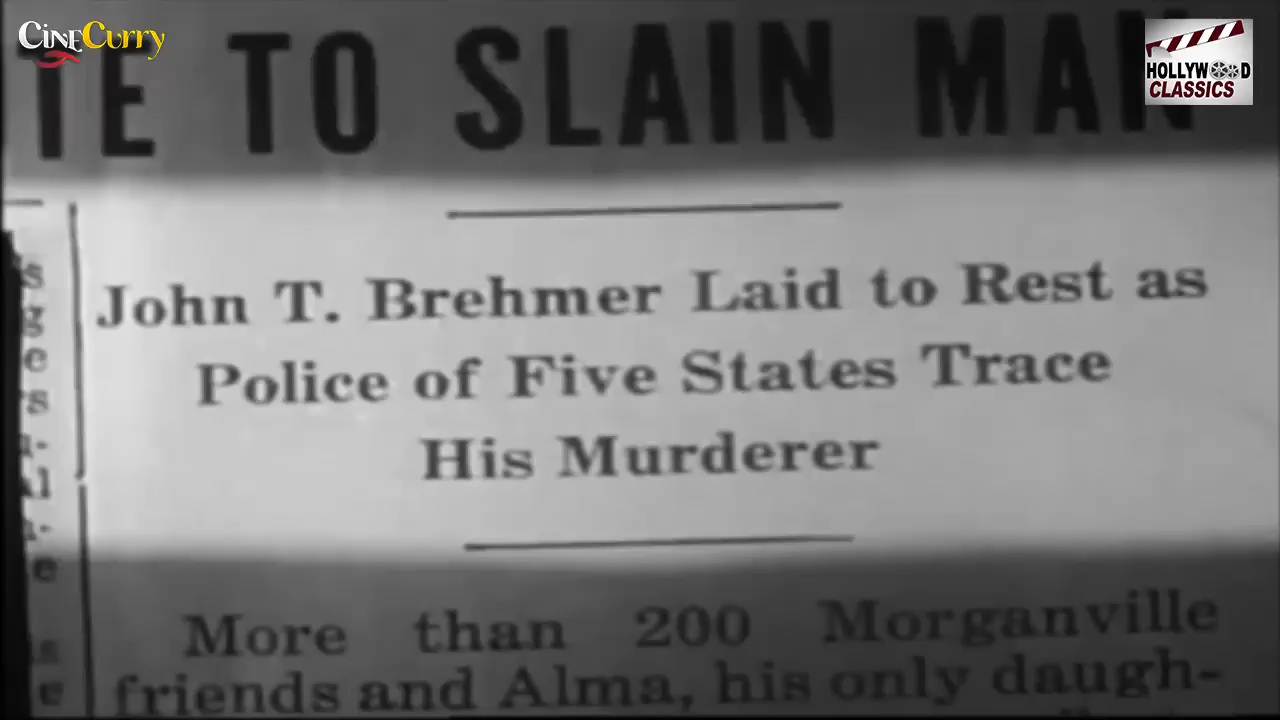 CineCurry
HOLLYWOOD
CLASSICS
TO SLAIN MAN
John T. Brehmer Laid to Rest as
Police of Five States Trace
His Murderer
More than 200 Morganville
friends and Alma, his only daugh-